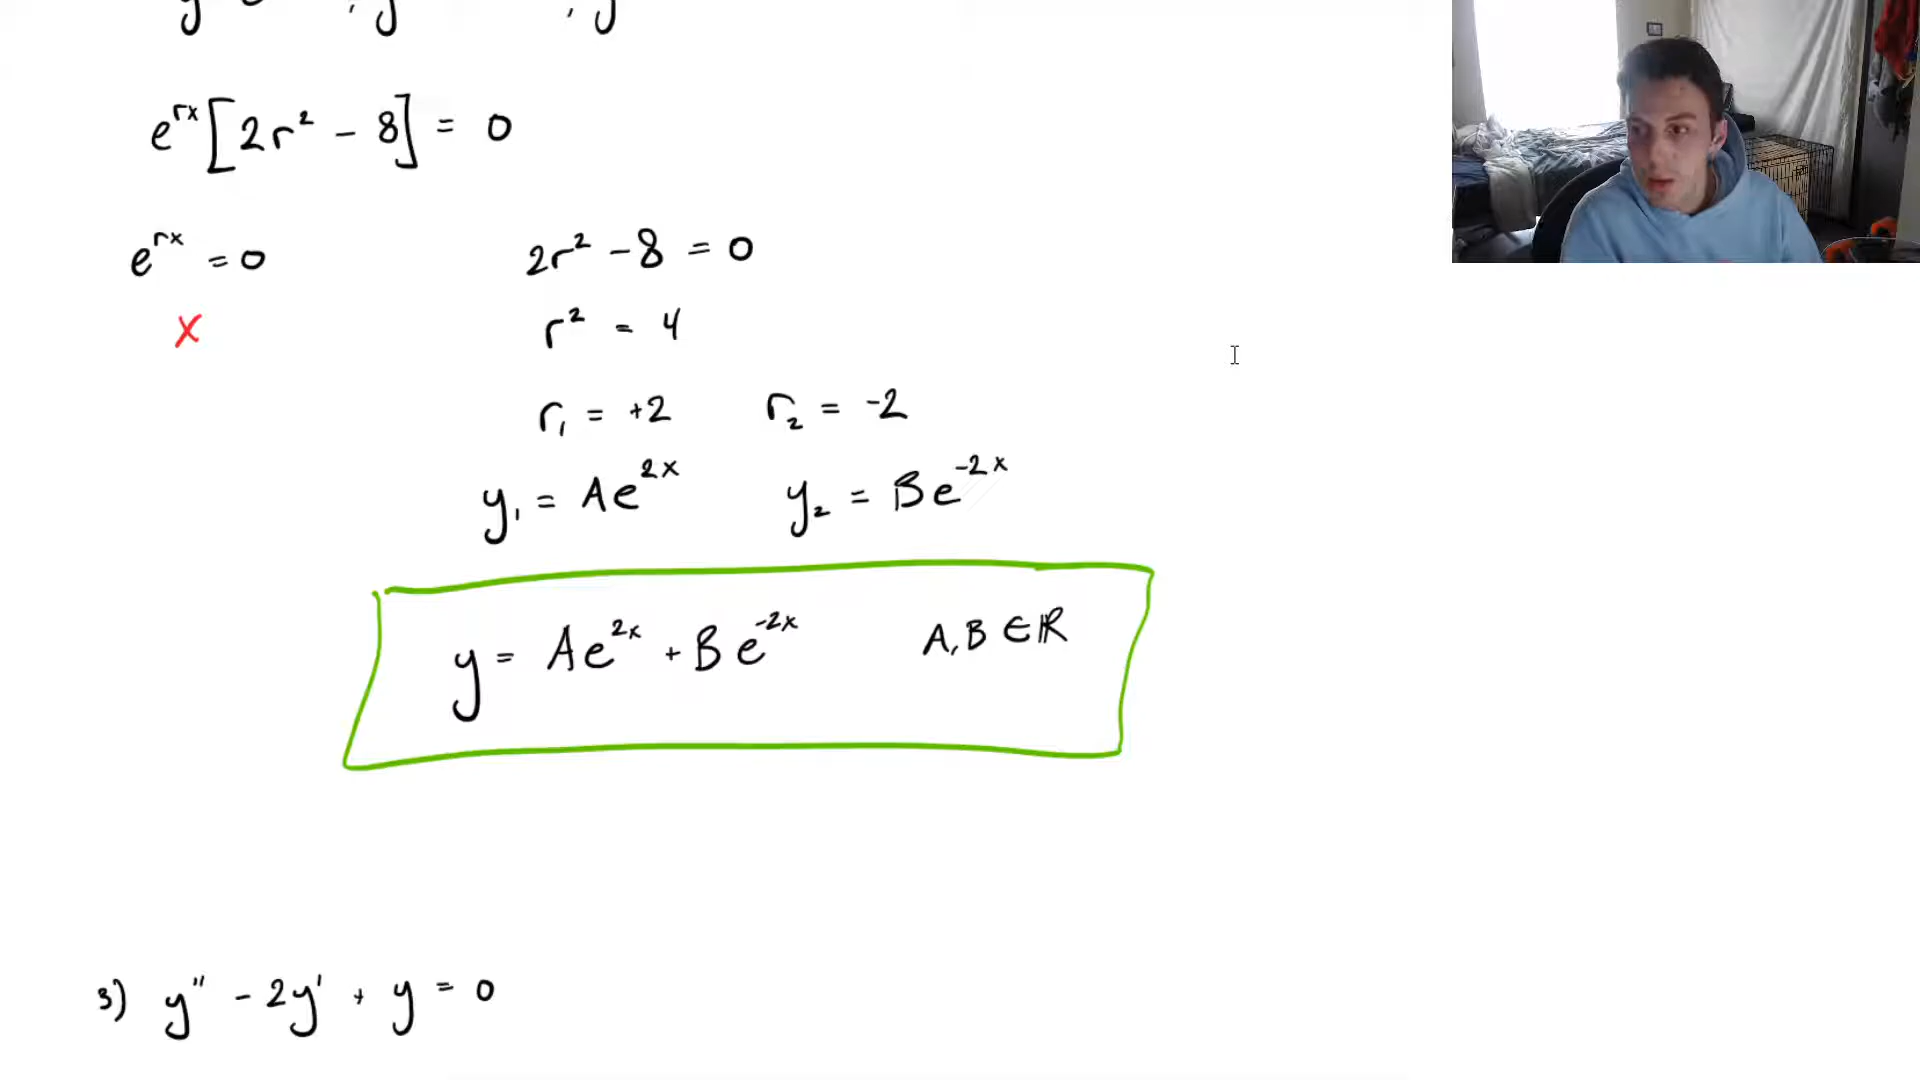 e^{rx}[2r² - 8] = 0
e^{rx} = 0
2r² - 8 = 0
x
r² = 4
r₁ = +2 r₂ = -2
y₁ = Ae^{2x} y₂ = Be^{-2x}
y = Ae^{2x} + Be^{-2x} A, B ∈ ℝ
3) y'' - 2y' + y = 0